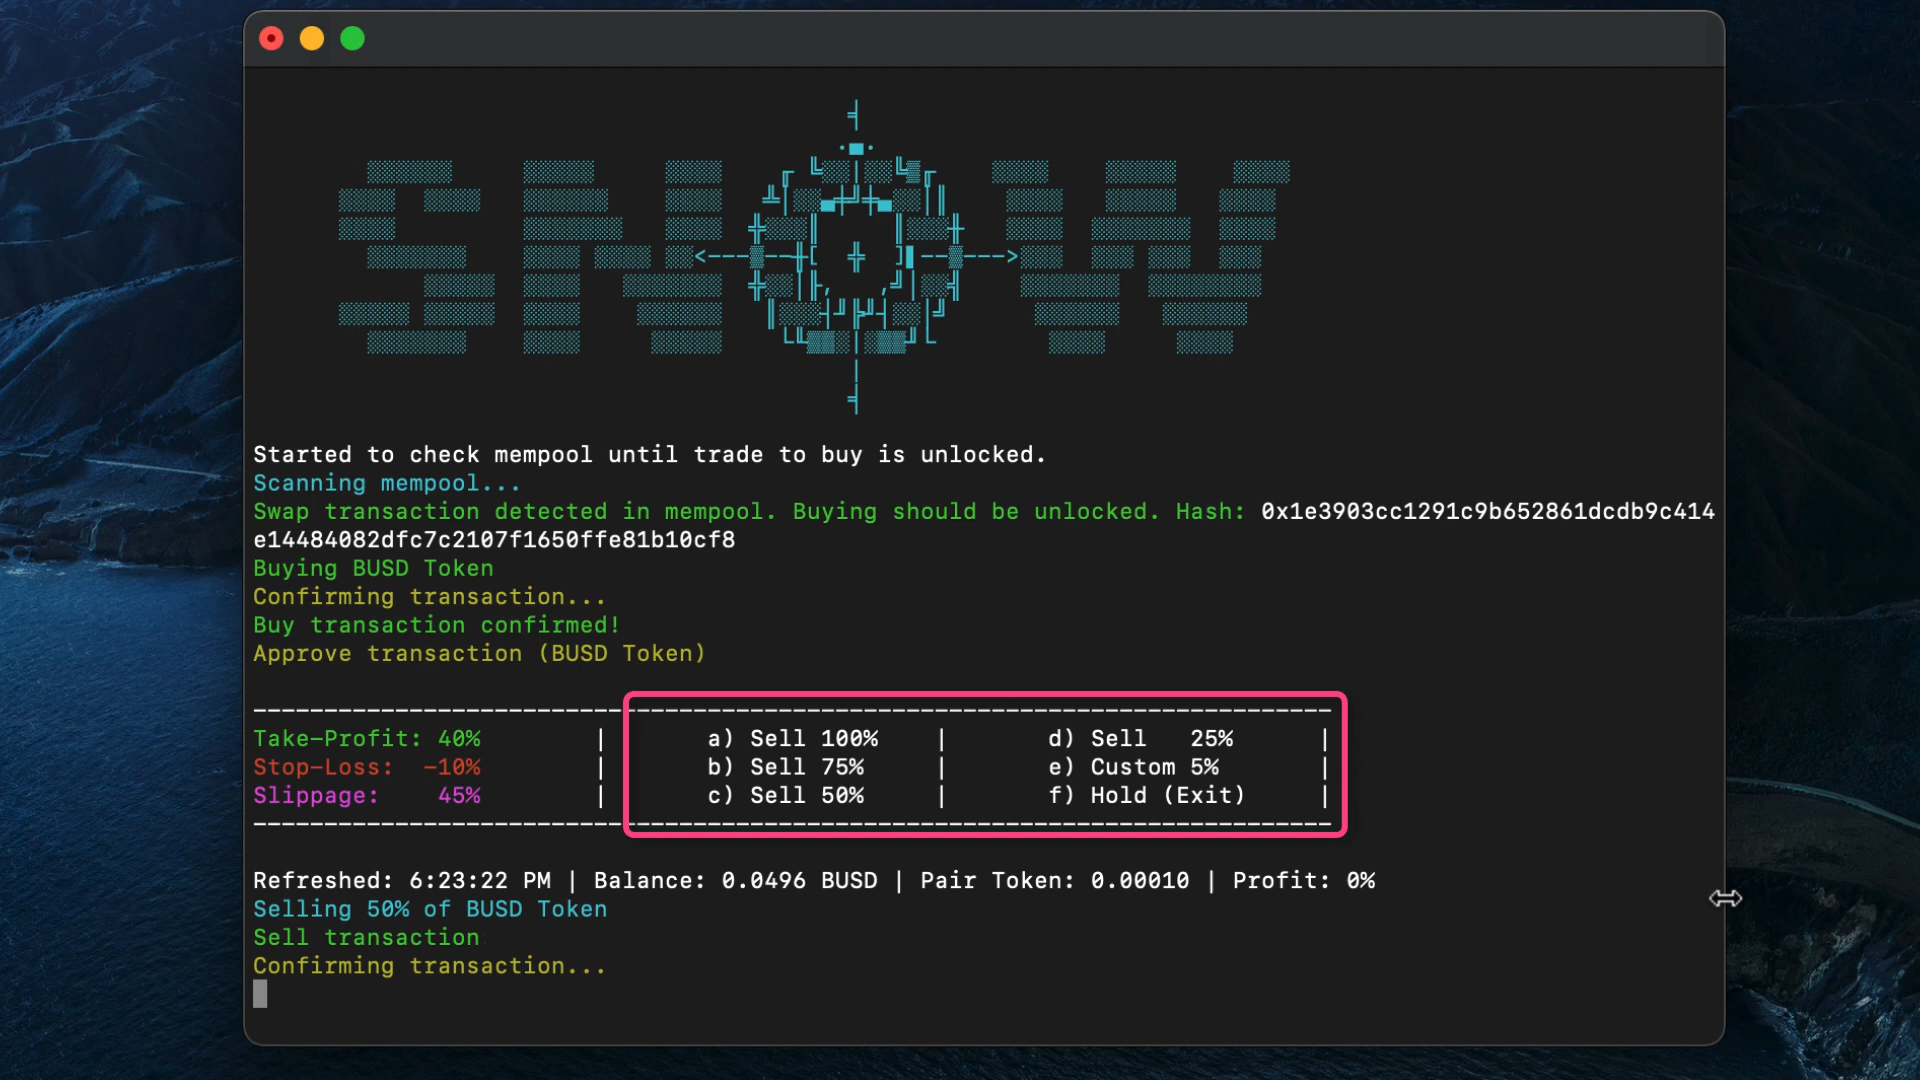 SNOW
Started to check mempool until trade to buy is unlocked.
Scanning mempool...
Swap transaction detected in mempool. Buying should be unlocked. Hash: 0x1e3903cc1291c9b652861dcdb9c414
e14484082dfc7c2107f1650ffe81b10cf8
Buying BUSD Token
Confirming transaction...
Buy transaction confirmed!
Approve transaction (BUSD Token)
Take-Profit: 40% | a) Sell 100% | d) Sell 25% |
Stop-Loss: -10% | b) Sell 75% | e) Custom 5% |
Slippage: 45% | c) Sell 50% | f) Hold (Exit) |
Refreshed: 6:23:22 PM | Balance: 0.0496 BUSD | Pair Token: 0.00010 | Profit: 0%
Selling 50% of BUSD Token
Sell transaction
Confirming transaction...